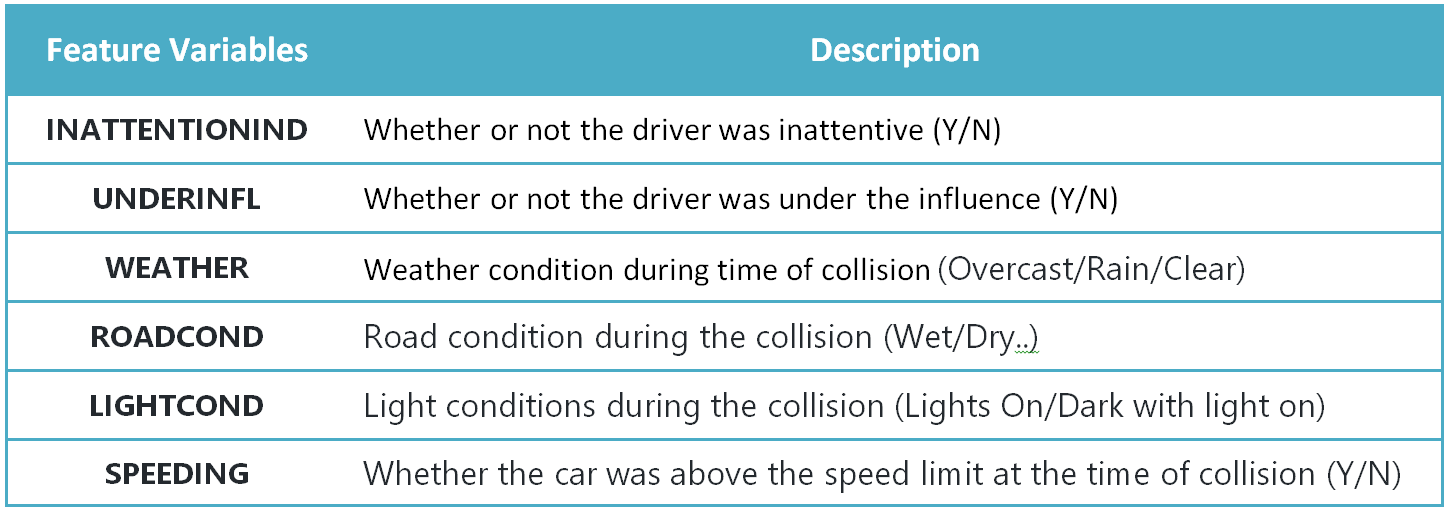 Feature Variables Description
INATTENTIONIND Whether or not the driver was inattentive (Y/N)
UNDERINFL Whether or not the driver was under the influence (Y/N)
WEATHER Weather condition during time of collision (Overcast/Rain/Clear)
ROADCOND Road condition during the collision (Wet/Dry..)
LIGHTCOND Light conditions during the collision (Lights On/Dark with light on)
SPEEDING Whether the car was above the speed limit at the time of collision (Y/N)